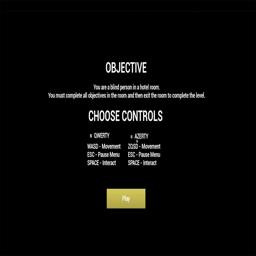 OBJECTIVE
You are a blind person in a hotel room.
You must complete all objectives in the room and then exit the room to complete the level.
CHOOSE CONTROLS
QWERTY AZERTY
WASD - Movement ZQSD - Movement
ESC - Pause Menu ESC - Pause Menu
SPACE - Interact SPACE - Interact
Play